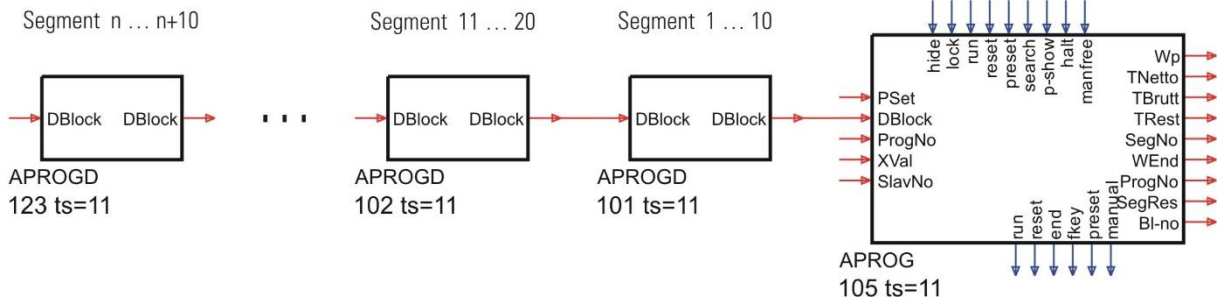 Segment n ... n+10
Segment 11 ... 20
Segment 1 ... 10
DBlock DBlock
APROGD
123 ts=11
. . .
DBlock DBlock
APROGD
102 ts=11
DBlock DBlock
APROGD
101 ts=11
hide
lock
run
reset
preset
search
p-show
halt
manfree
PSet
DBlock
ProgNo
XVal
SlavNo
Wp
TNetto
TBrutt
TRest
SegNo
WEnd
ProgNo
SegRes
Bl-no
run
reset
end
fkey
preset
manual
APROG
105 ts=11